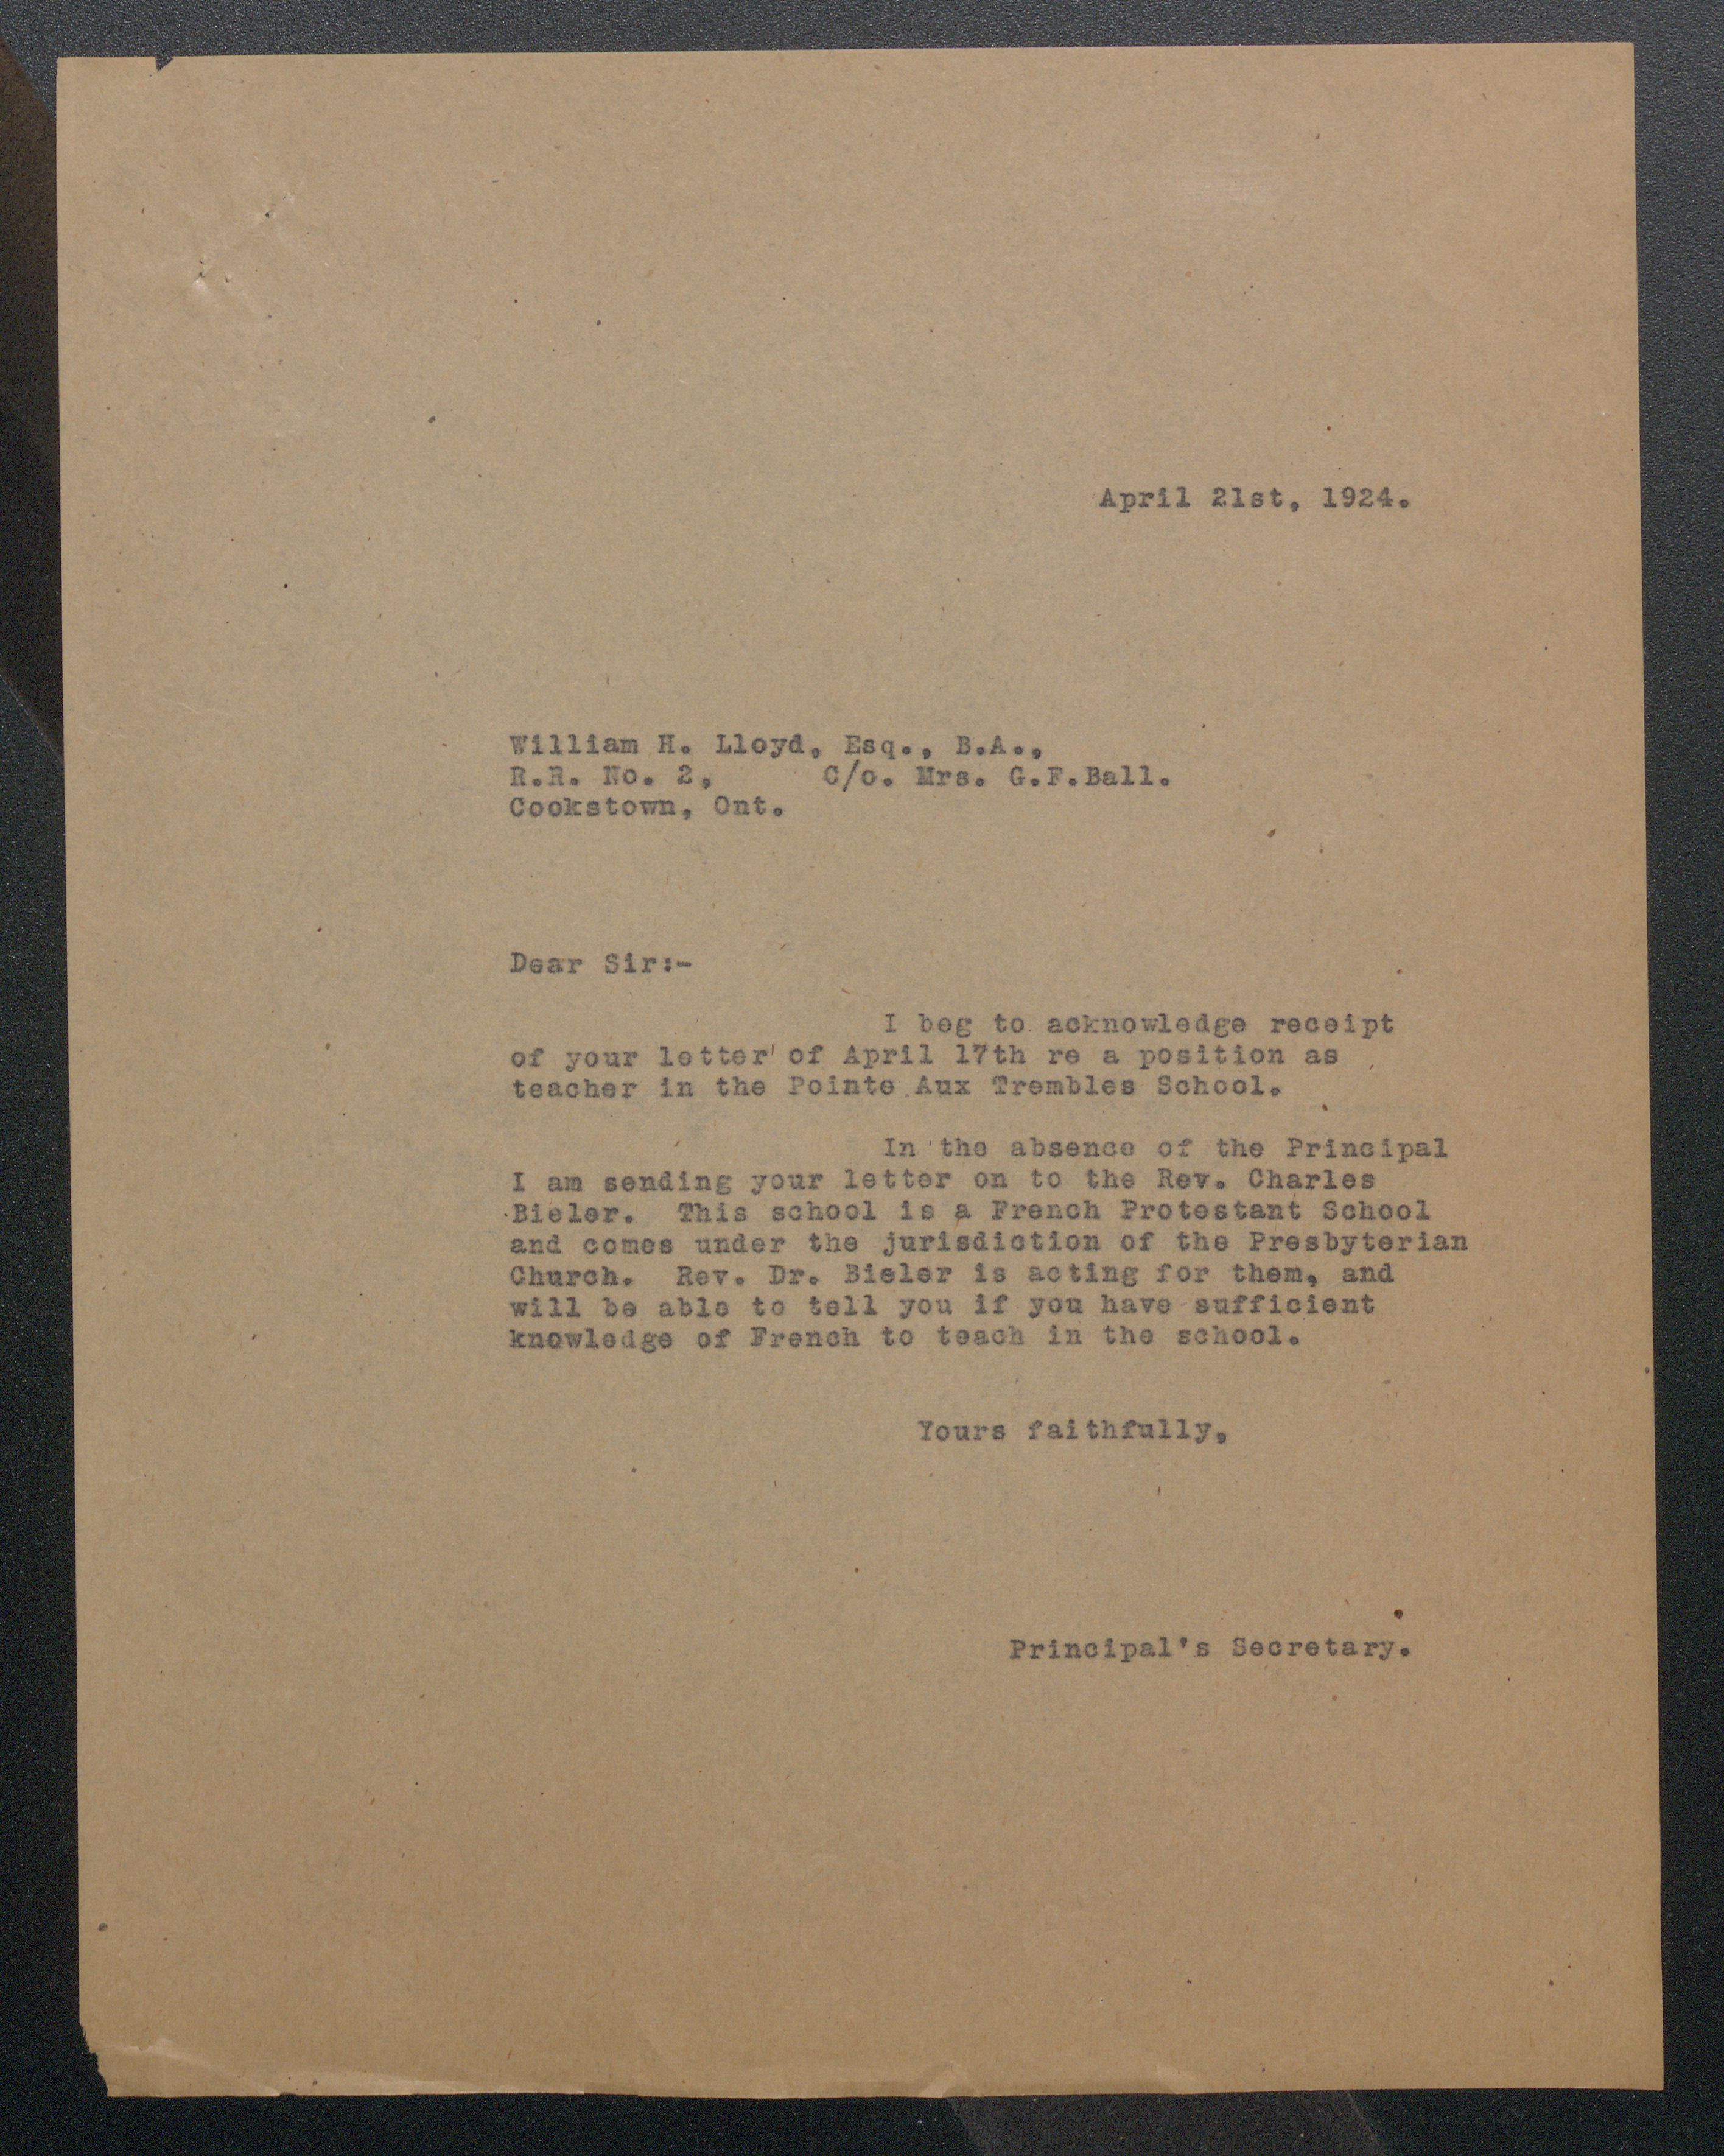 April 21st, 1924.
William H. Lloyd, Esq., B.A.,
R.R. No. 2, C/o. Mrs. G.F.Ball.
Cookstown, Ont.
Dear Sir:-
I beg to acknowledge receipt
of your letter of April 17th re a position as
teacher in the Pointe Aux Trembles School.
In the absence of the Principal
I am sending your letter on to the Rev. Charles
Bieler. This school is a French Protestant School
and comes under the jurisdiction of the Presbyterian
Church. Rev. Dr. Bieler is acting for them, and
will be able to tell you if you have sufficient
knowledge of French to teach in the school.
Yours faithfully,
Principal's Secretary.